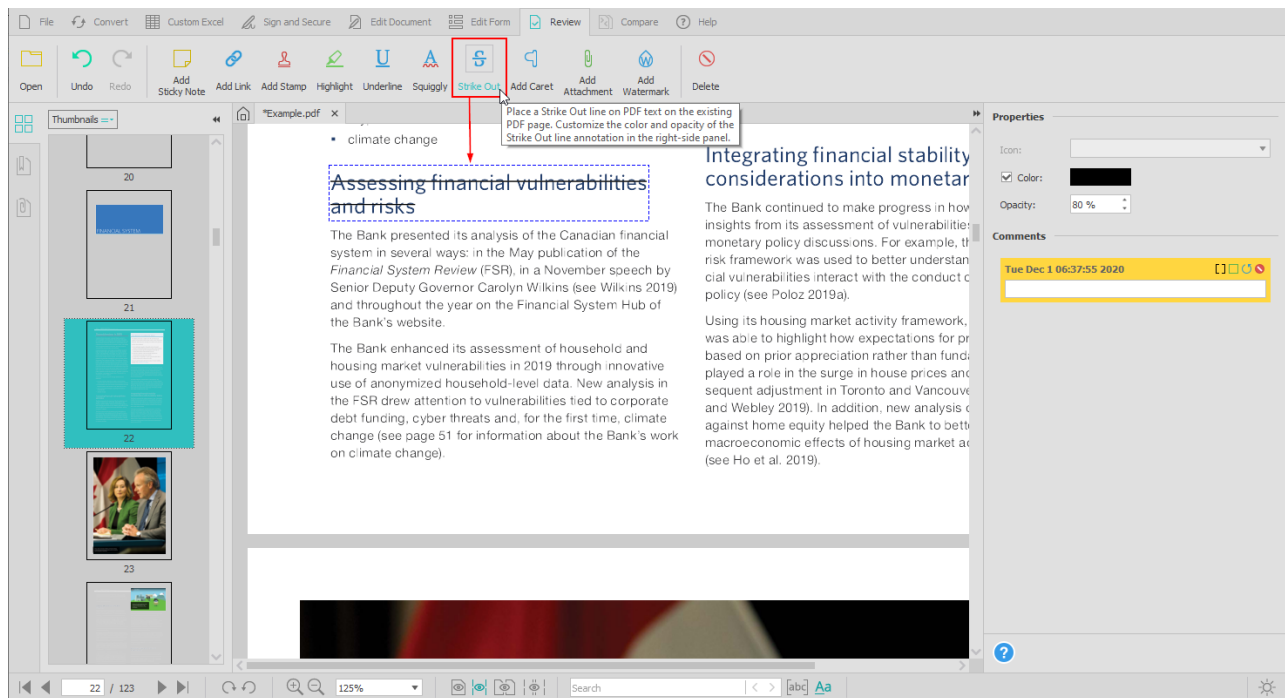 File Convert Custom Excel Sign and Secure Edit Document Edit Form Review Compare Help
Open Undo Redo Add Sticky Note Add Link Add Stamp Highlight Underline Squiggly Strike Out Add Caret Add Attachment Add Watermark Delete
Place a Strike Out line on PDF text on the existing
PDF page. Customize the color and opacity of the
Strike Out line annotation in the right-side panel.
Thumbnails
20
FINANCIAL SYSTEM
21
22
23
*Example.pdf
• climate change
Assessing financial vulnerabilities
and risks
The Bank presented its analysis of the Canadian financial
system in several ways: in the May publication of the
Financial System Review (FSR), in a November speech by
Senior Deputy Governor Carolyn Wilkins (see Wilkins 2019)
and throughout the year on the Financial System Hub of
the Bank's website.
The Bank enhanced its assessment of household and
housing market vulnerabilities in 2019 through innovative
use of anonymized household-level data. New analysis in
the FSR drew attention to vulnerabilities tied to corporate
debt funding, cyber threats and, for the first time, climate
change (see page 51 for information about the Bank's work
on climate change).
Integrating financial stability
considerations into monetar
The Bank continued to make progress in how
insights from its assessment of vulnerabilities
monetary policy discussions. For example, th
risk framework was used to better understan
cial vulnerabilities interact with the conduct o
policy (see Poloz 2019a).
Using its housing market activity framework,
was able to highlight how expectations for pr
based on prior appreciation rather than funda
played a role in the surge in house prices and
sequent adjustment in Toronto and Vancouve
and Webley 2019). In addition, new analysis o
against home equity helped the Bank to bett
macroeconomic effects of housing market ac
(see Ho et al. 2019).
Properties
Icon:
Color:
Opacity: 80 %
Comments
Tue Dec 1 06:37:55 2020
22 / 123 125% Search abc Aa